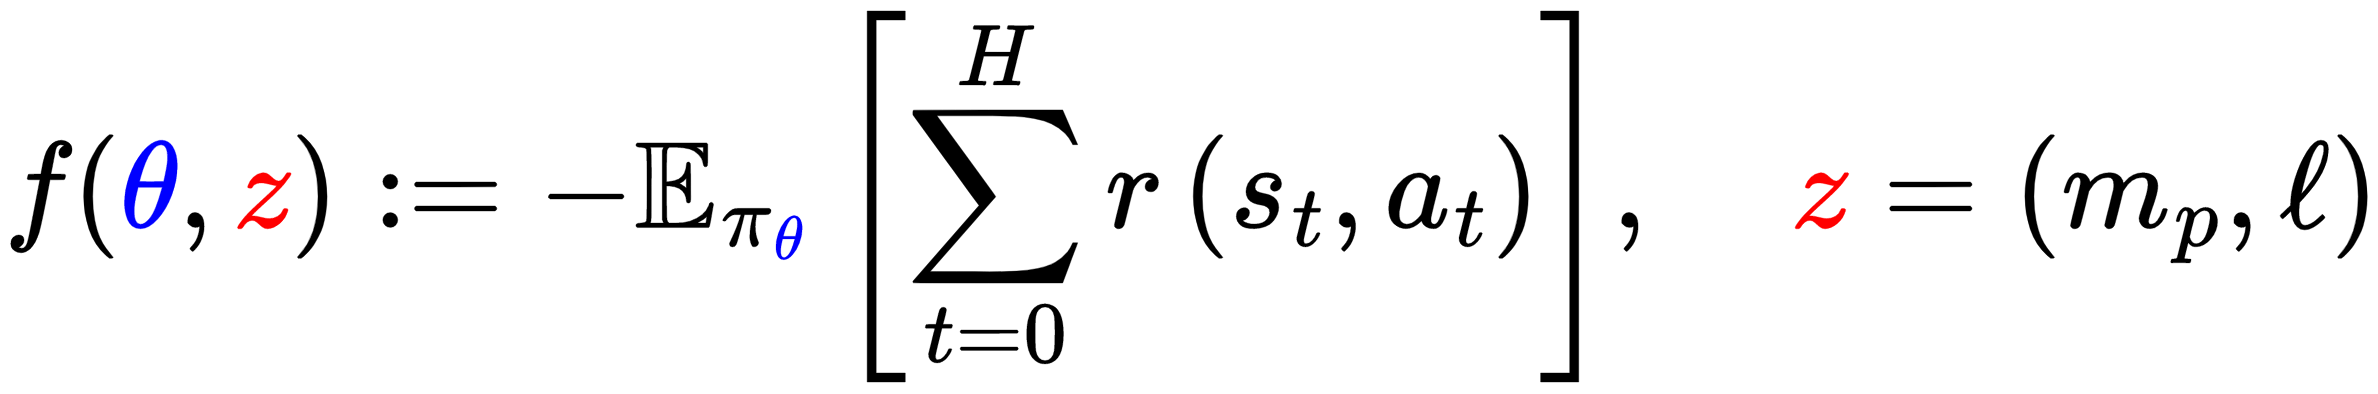 f(θ, z) := −𝔼_{π_θ} [ ∑_{t=0}^{H} r(s_t, a_t) ], z = (m_p, ℓ)